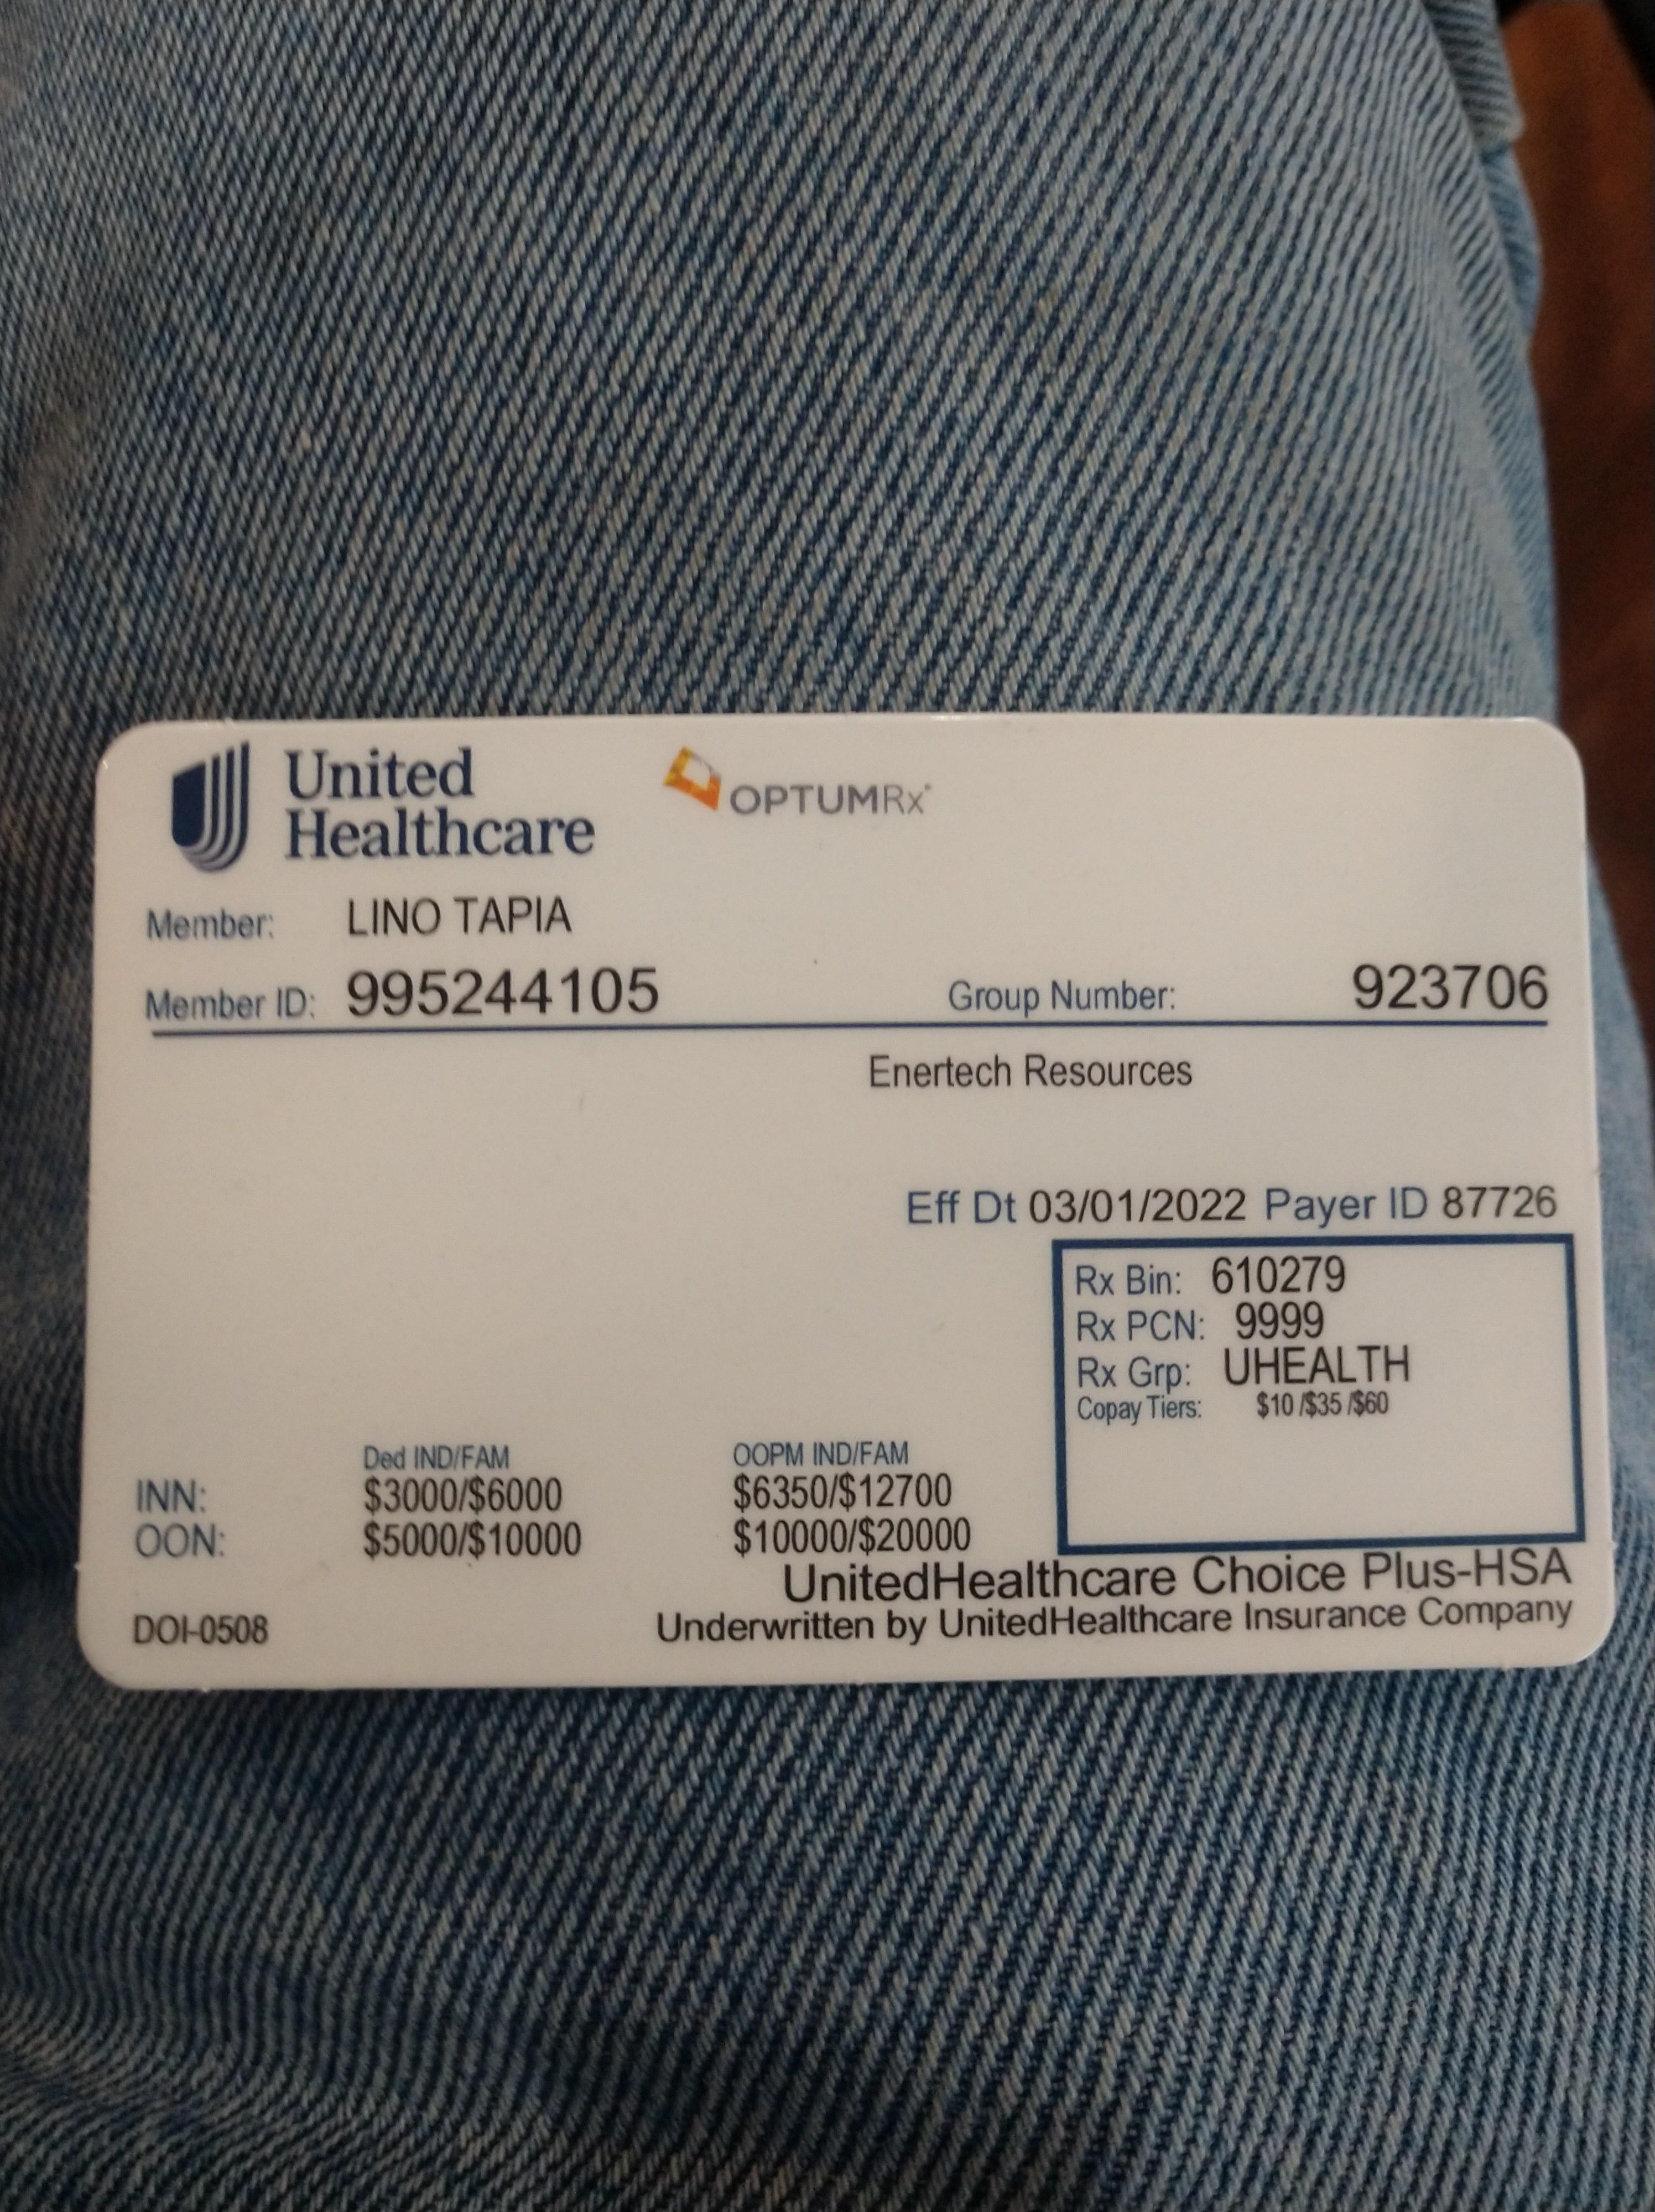 United
Healthcare
OPTUMRx®
Member: LINO TAPIA
Member ID: 995244105 Group Number: 923706
Enertech Resources
Eff Dt 03/01/2022 Payer ID 87726
Rx Bin: 610279
Rx PCN: 9999
Rx Grp: UHEALTH
Copay Tiers: $10 /$35 /$60
Ded IND/FAM OOPM IND/FAM
INN: $3000/$6000 $6350/$12700
OON: $5000/$10000 $10000/$20000
UnitedHealthcare Choice Plus-HSA
DOI-0508 Underwritten by UnitedHealthcare Insurance Company